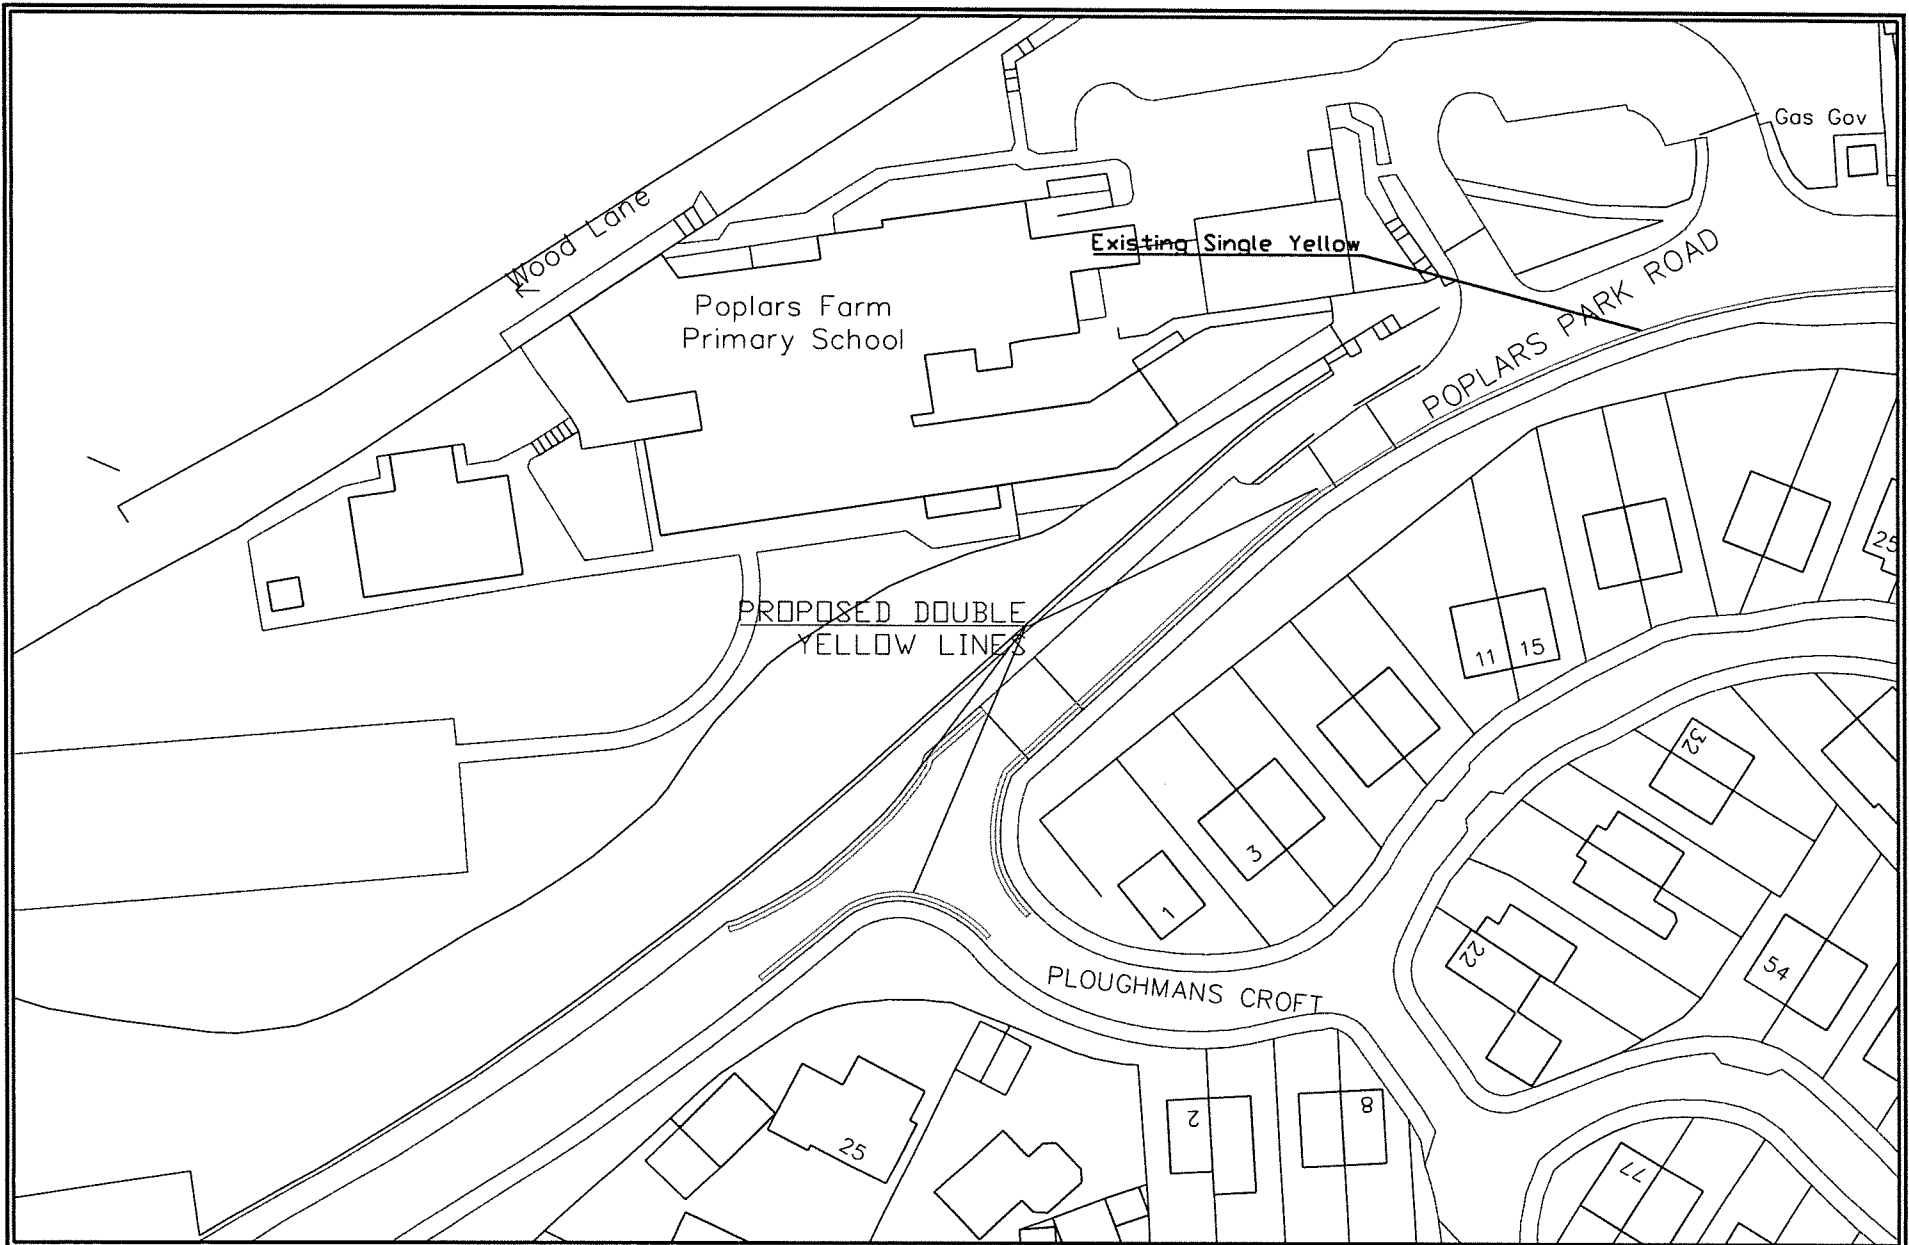 Gas Gov
Wood Lane
Existing Single Yellow
POPLARS PARK ROAD
Poplars Farm
Primary School
25
PROPOSED DOUBLE
YELLOW LINES
11 15
32
3
1
22
54
PLOUGHMANS CROFT
2
8
25
77